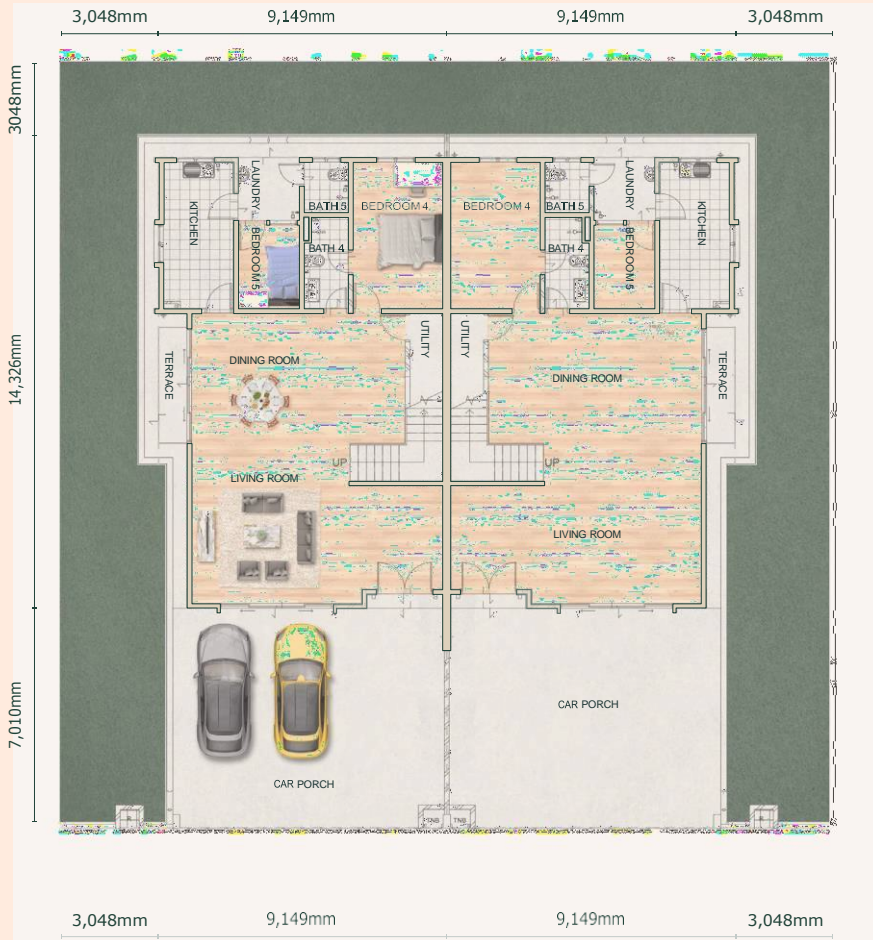 3,048mm 9,149mm 9,149mm 3,048mm
3048mm
14,326mm
7,010mm
KITCHEN
LAUNDRY
BATH 5
BEDROOM 4
BEDROOM 4
BATH 5
LAUNDRY
KITCHEN
BEDROOM 5
BATH 4
BATH 4
BEDROOM 5
TERRACE
DINING ROOM
UTILITY
UTILITY
DINING ROOM
TERRACE
UP
UP
LIVING ROOM
LIVING ROOM
CAR PORCH
CAR PORCH
TNB TNB
3,048mm 9,149mm 9,149mm 3,048mm